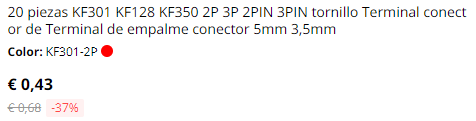 20 piezas KF301 KF128 KF350 2P 3P 2PIN 3PIN tornillo Terminal conect
or de Terminal de empalme conector 5mm 3,5mm
Color: KF301-2P
€ 0,43
€ 0,68 -37%